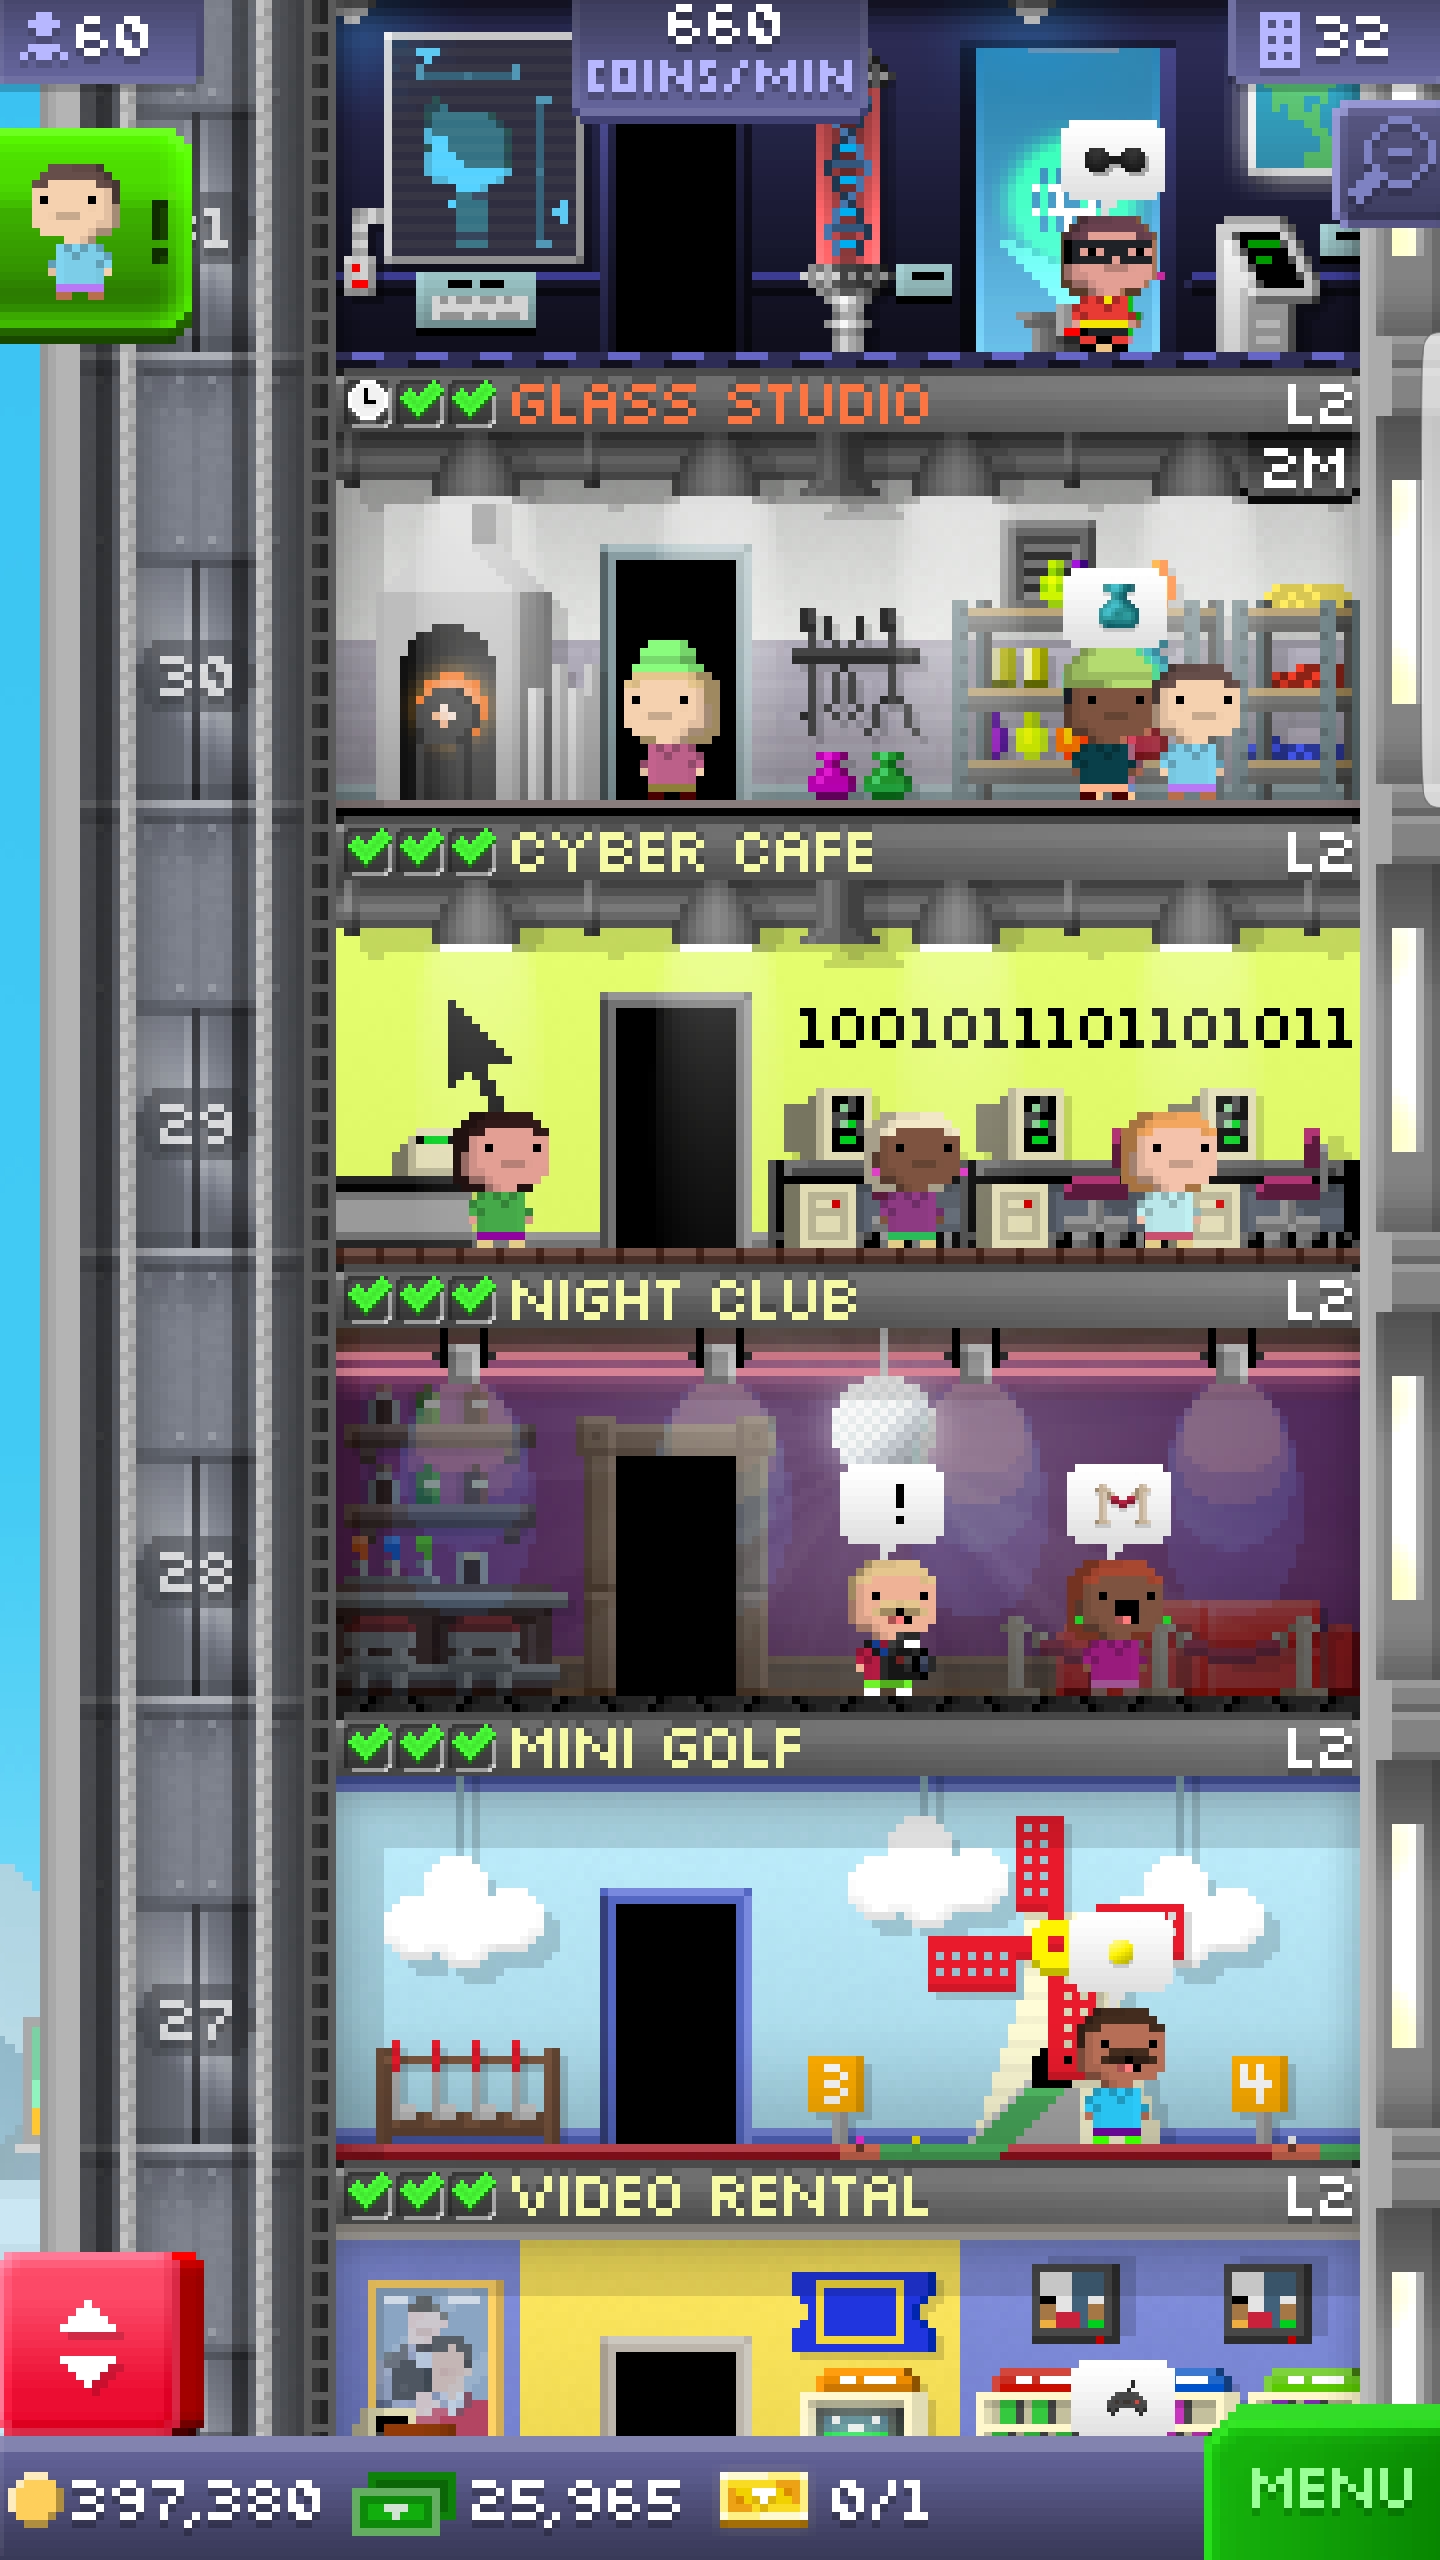 60
660
COINS/MIN
32
!
1
GLASS STUDIO L2
2M
30
CYBER CAFE L2
1001011101101011
29
NIGHT CLUB L2
!
28
MINI GOLF L2
27
3
4
VIDEO RENTAL L2
397,380
25,965
0/1
MENU